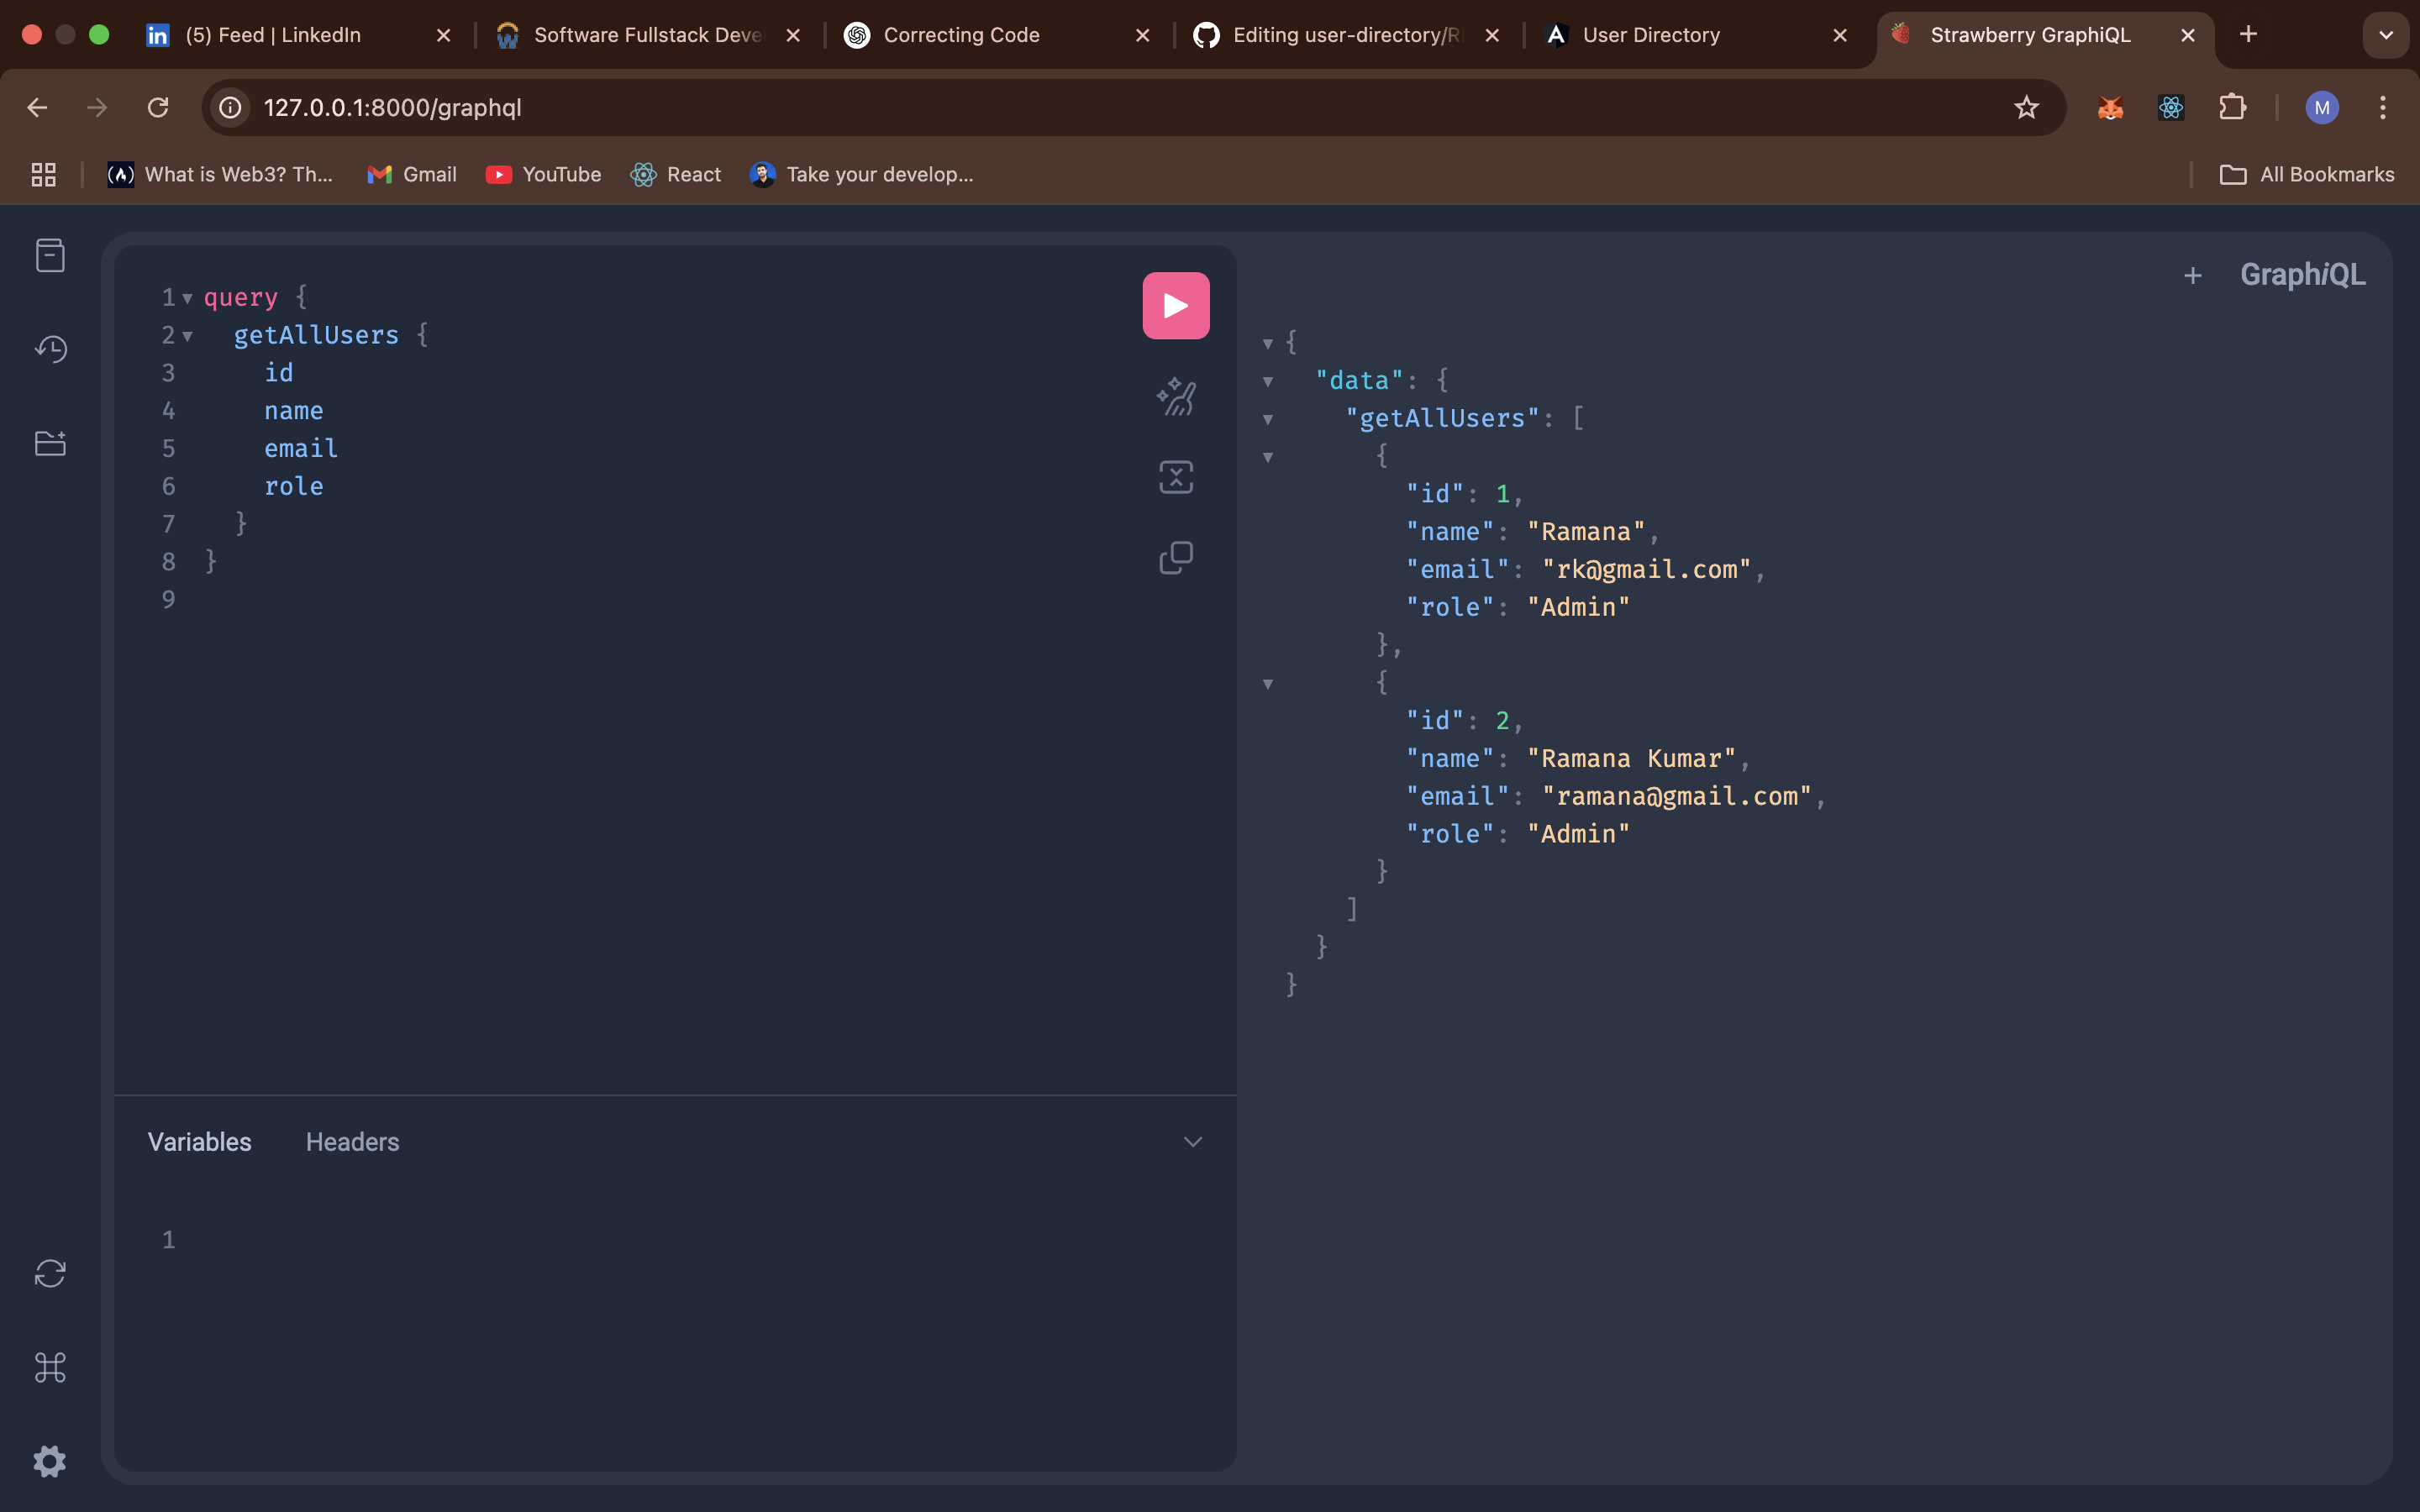 (5) Feed | LinkedIn
Software Fullstack Deve
Correcting Code
Editing user-directory/R
User Directory
Strawberry GraphiQL
127.0.0.1:8000/graphql
M
What is Web3? Th...
Gmail
YouTube
React
Take your develop...
All Bookmarks
1 query {
2 getAllUsers {
3 id
4 name
5 email
6 role
7 }
8 }
9
Variables Headers
1
+ GraphiQL
{
"data": {
"getAllUsers": [
{
"id": 1,
"name": "Ramana",
"email": "rk@gmail.com",
"role": "Admin"
},
{
"id": 2,
"name": "Ramana Kumar",
"email": "ramana@gmail.com",
"role": "Admin"
}
]
}
}